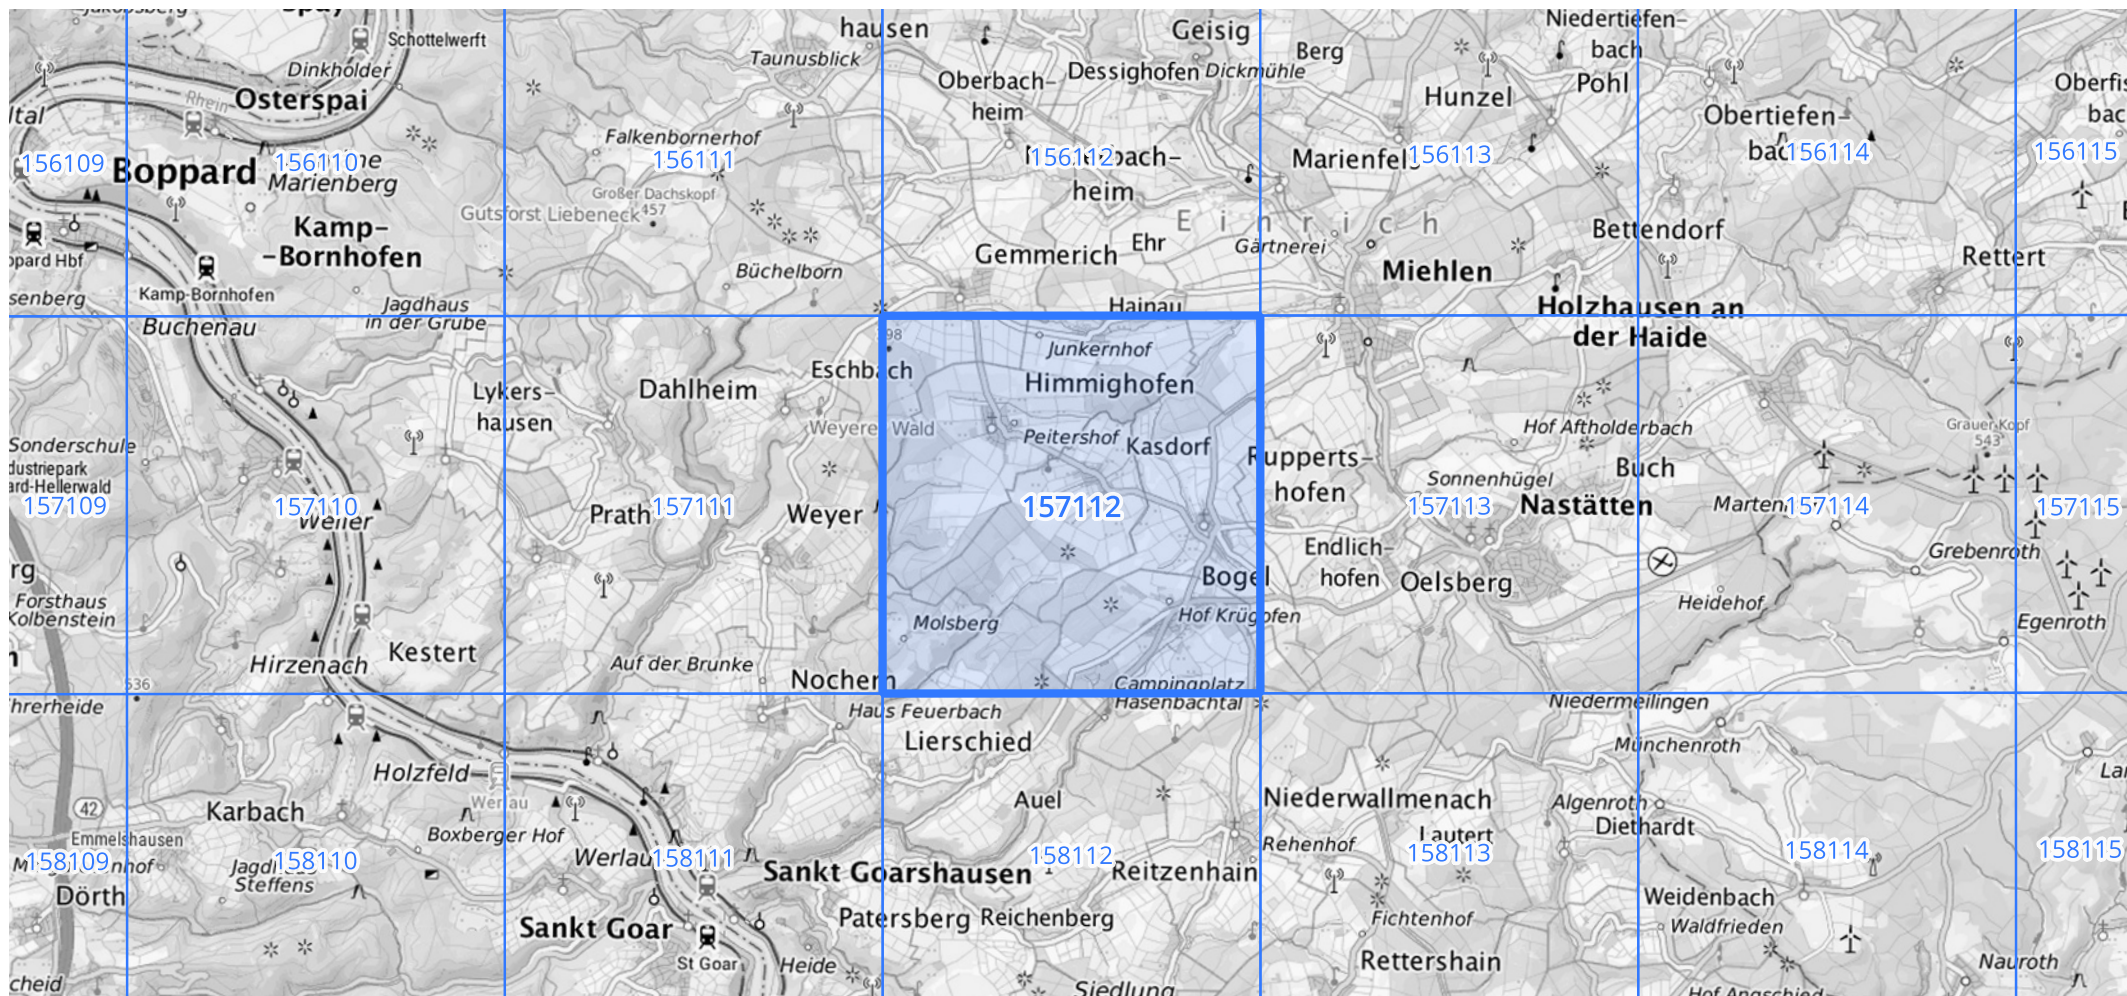 Schottelwerft
Dinkholder
Rhein
Osterspai
ltal
156109
Boppard
156110
Marienberg
Kamp-
-Bornhofen
ppard Hbf
senberg
Kamp-Bornhofen
Jagdhaus
in der Grube
Buchenau
Taunusblick
Falkenbornerhof
156111
Großer Dachskopf
457
Gutsforst Liebeneck
Büchelborn
hausen
Geisig
Oberbach-
heim
Dessighofen
Dickmühle
156112
heim
Einrich
Gemmerich
Ehr
Gärtnerei
Hainau
Berg
Niedertiefen-
bach
Pohl
Hunzel
Marienfels
156113
Bettendorf
Miehlen
Holzhausen an
der Haide
Obertiefen-
bach
156114
Rettert
Oberfis
bac
156115
Sonderschule
dustriepark
ard-Hellerwald
157109
157110
Weiler
rg
Forsthaus
Kolbenstein
Hirzenach
Kestert
536
Lykers-
hausen
Dahlheim
Eschbach
Weyerer Wald
Prath
157111
Weyer
Auf der Brunke
Nochern
98
Junkernhof
Himmighofen
Peitershof
Kasdorf
157112
Bogel
Molsberg
Hof Krügofen
Campingplatz
Hasenbachtal
Rupperts-
hofen
Hof Aftholderbach
Sonnenhügel
Buch
157113
Nastätten
Endlich-
hofen
Oelsberg
Grauer Kopf
543
157114
157115
Grebenroth
Heidehof
Egenroth
hrerheide
Holzfeld
42
Karbach
Emmelshausen
158109
158110
Steffens
Dörth
cheid
Werlau
Boxberger Hof
Werlau
158111
Sankt Goarshausen
Sankt Goar
St Goar
Heide
Haus Feuerbach
Lierschied
Auel
158112
Reitzenhain
Patersberg
Reichenberg
Siedlung
Niedermeilingen
Münchenroth
Niederwallmenach
Algenroth
Diethardt
Lautert
Rehenhof
158113
158114
158115
Weidenbach
Fichtenhof
Waldfrieden
Rettershain
Nauroth
Hof Angschied